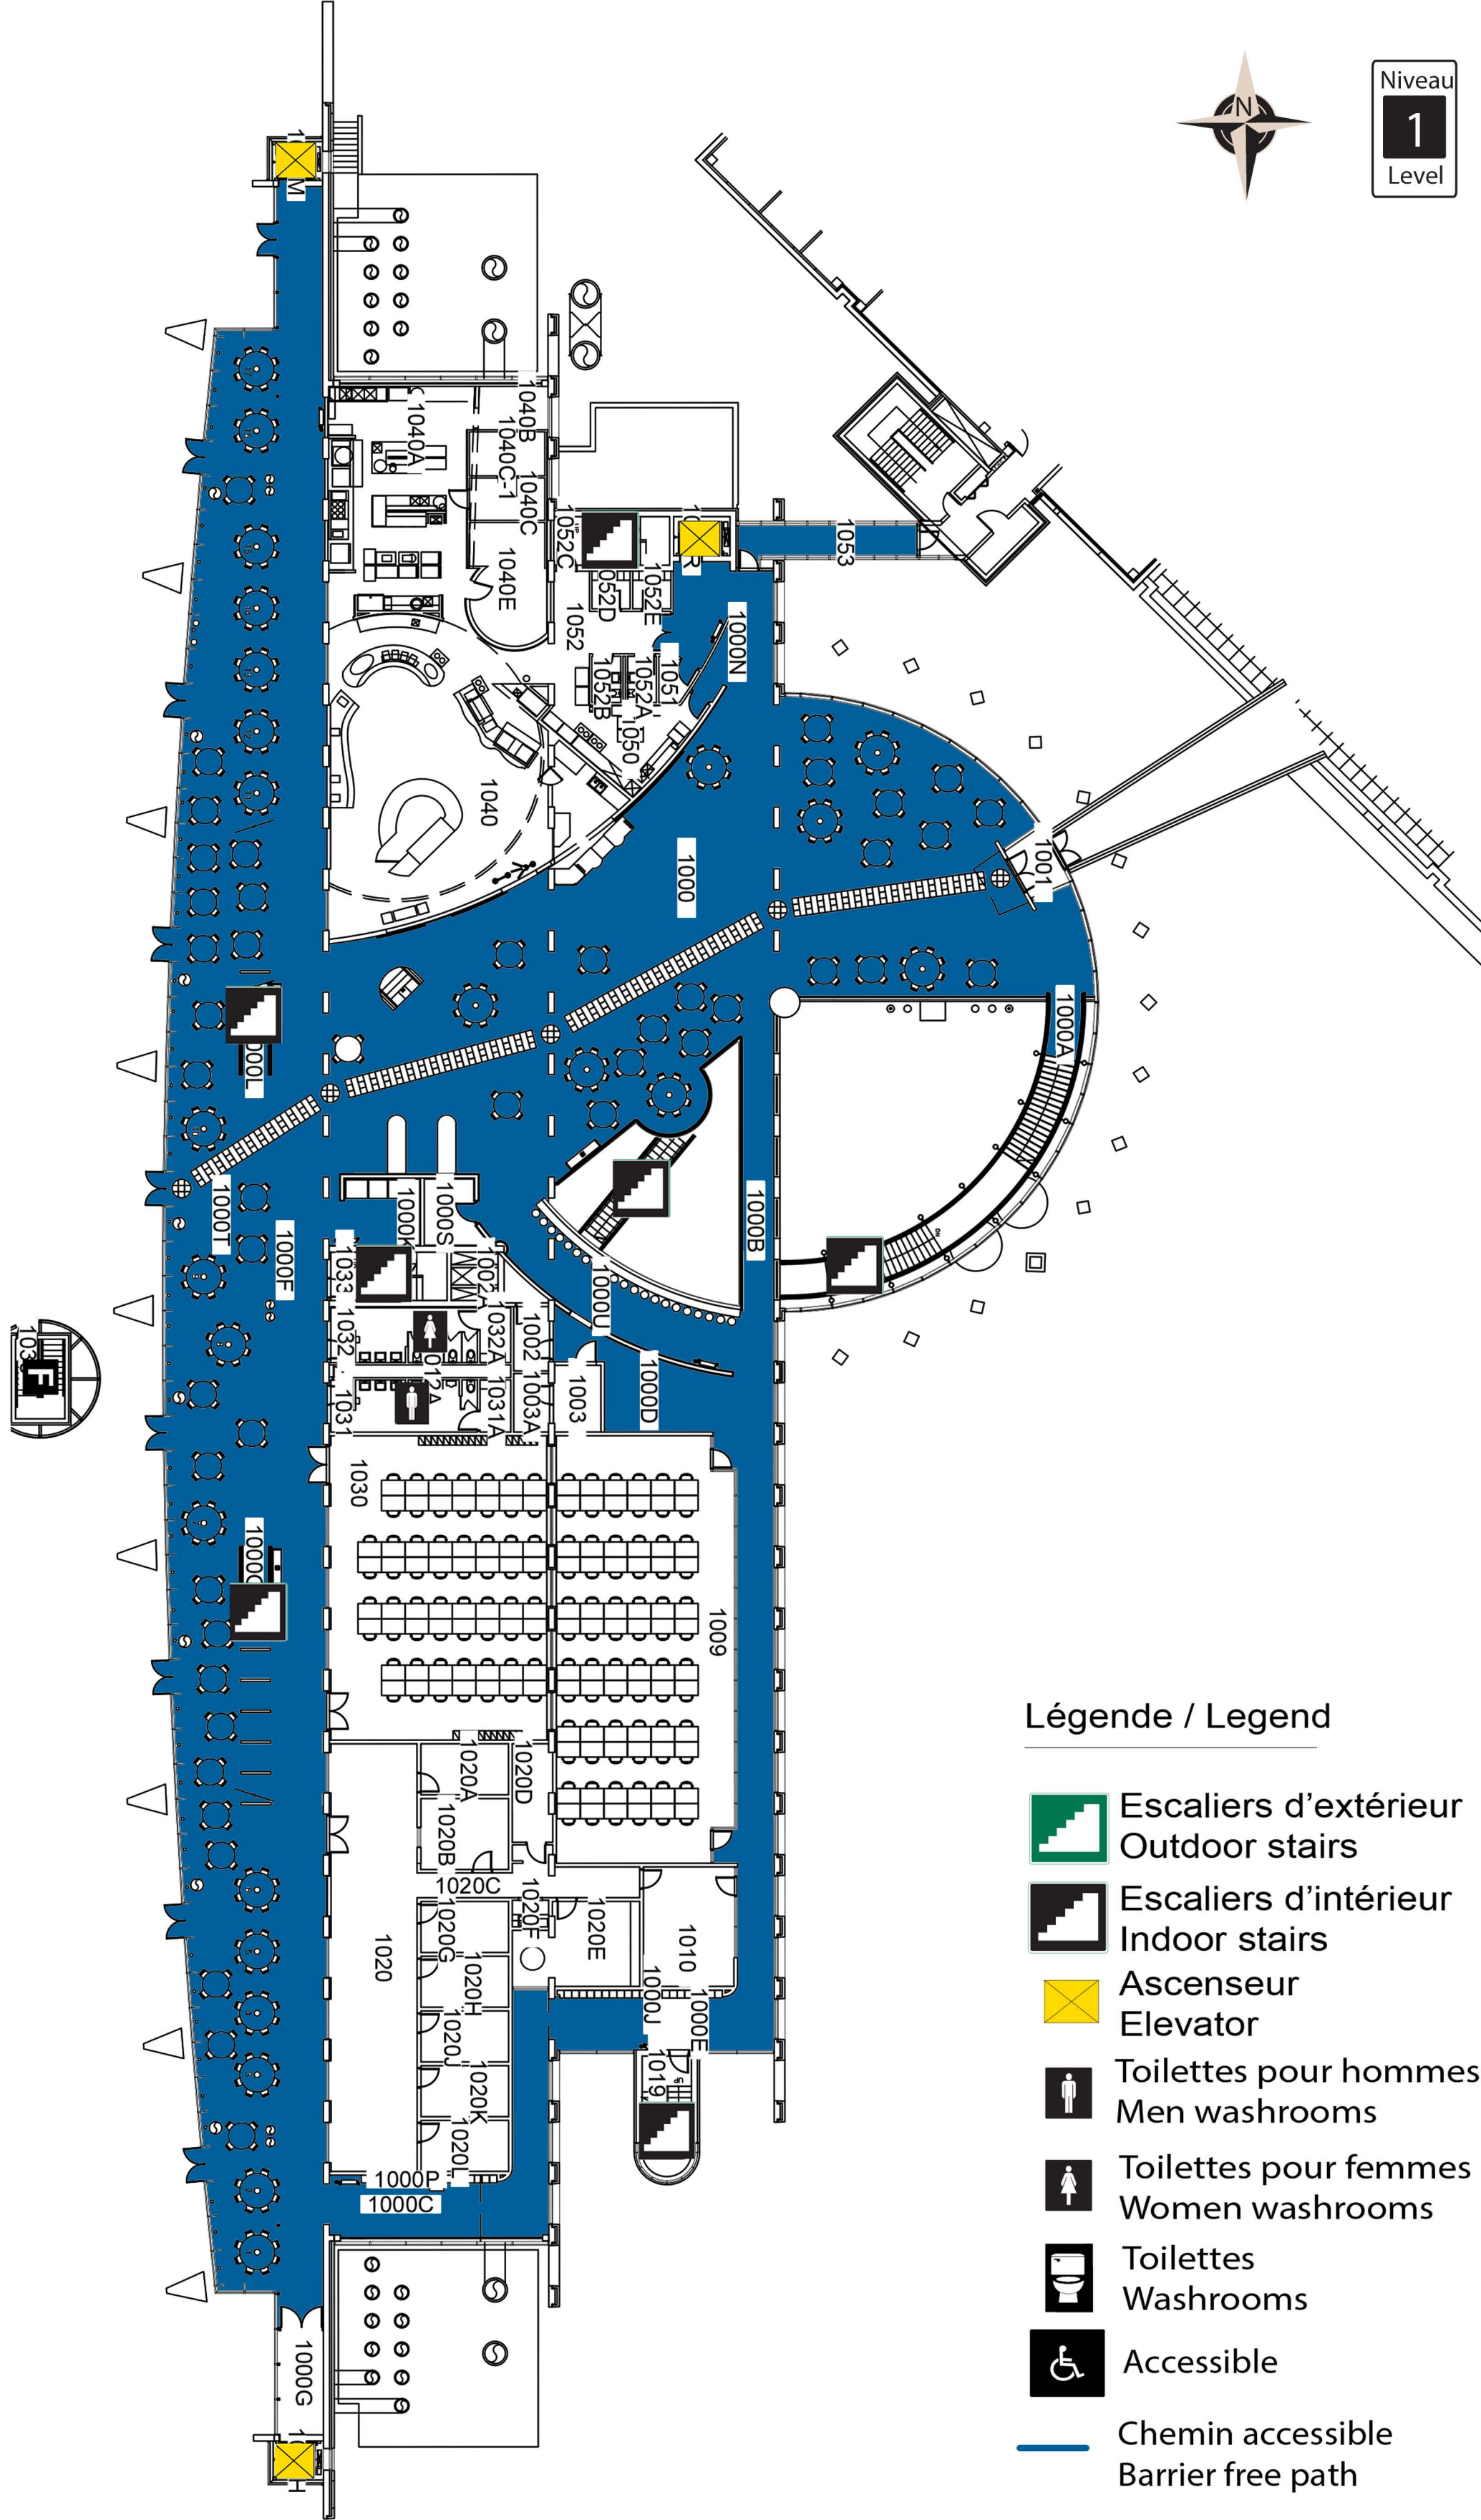 N
Niveau
1
Level
1040B
1040A
1040C-1
1040C
1040E
1052C
1053
1052E
1052
1000N
1051
1052A
1052B
1050
1040
1000
1001
1000A
1000T
1000F
1000S
1000B
1033
1000U
1032
1032A
1002
1031
1031A
1003A
1003
1000D
1030
1009
1020A
1020D
1020B
1020C
1020F
1020G
1020E
1010
1020
1020H
1000J
1000E
1020J
1019
1020K
1020L
1000P
1000C
1000G
Légende / Legend
Escaliers d’extérieur
Outdoor stairs
Escaliers d’intérieur
Indoor stairs
Ascenseur
Elevator
Toilettes pour hommes
Men washrooms
Toilettes pour femmes
Women washrooms
Toilettes
Washrooms
Accessible
Chemin accessible
Barrier free path